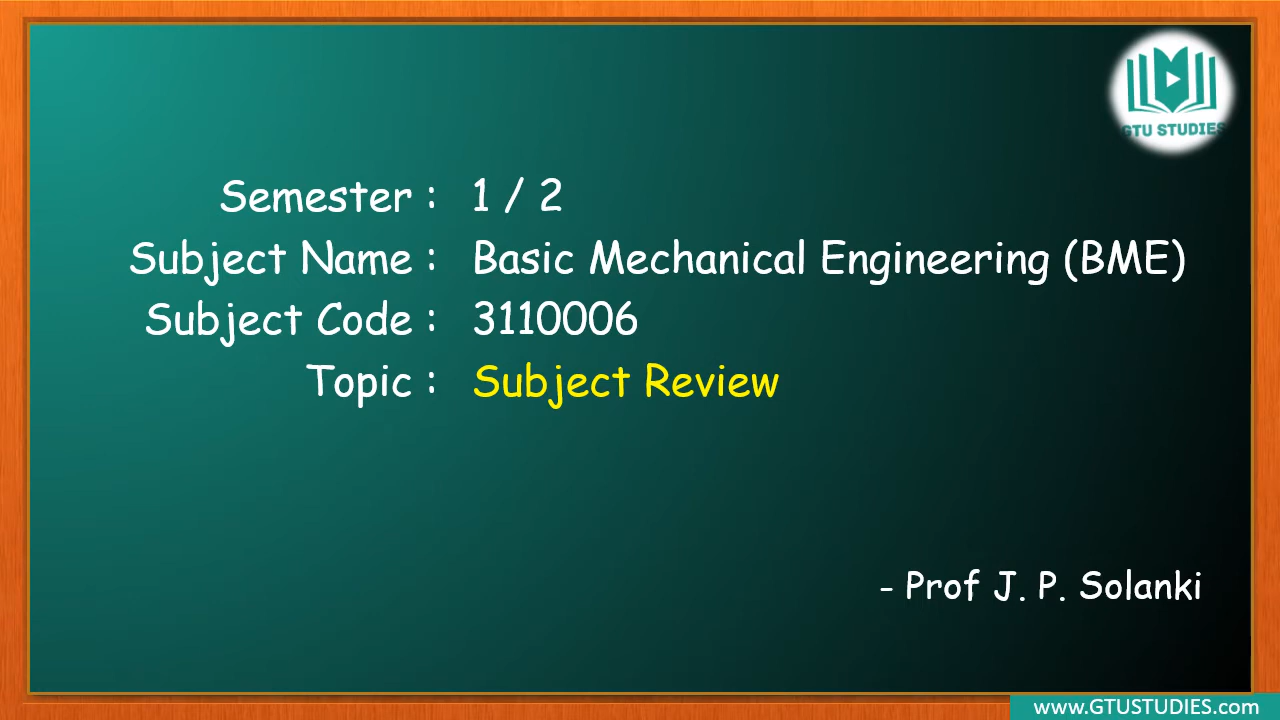 GTU STUDIES
Semester : 1 / 2
Subject Name : Basic Mechanical Engineering (BME)
Subject Code : 3110006
Topic : Subject Review
- Prof J. P. Solanki
www.GTUSTUDIES.com